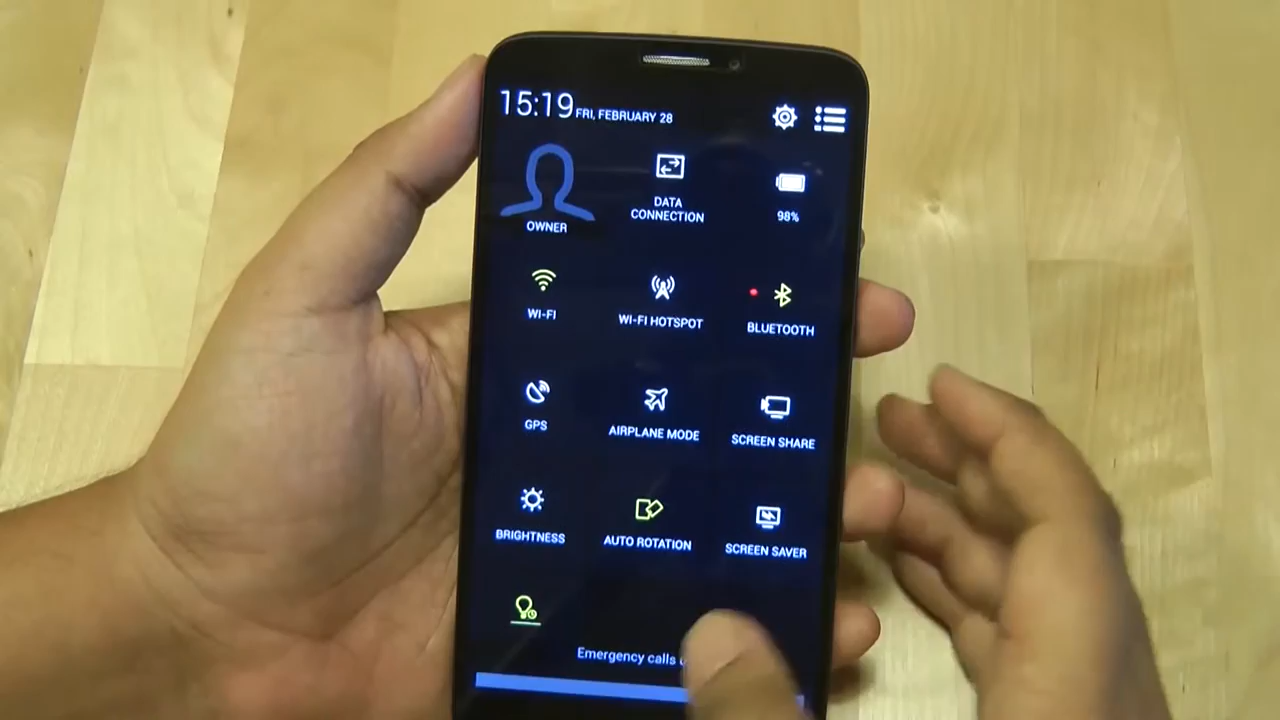 15:19 FRI, FEBRUARY 28
OWNER
DATA
CONNECTION
98%
WI-FI
WI-FI HOTSPOT
BLUETOOTH
GPS
AIRPLANE MODE
SCREEN SHARE
BRIGHTNESS
AUTO ROTATION
SCREEN SAVER
Emergency calls